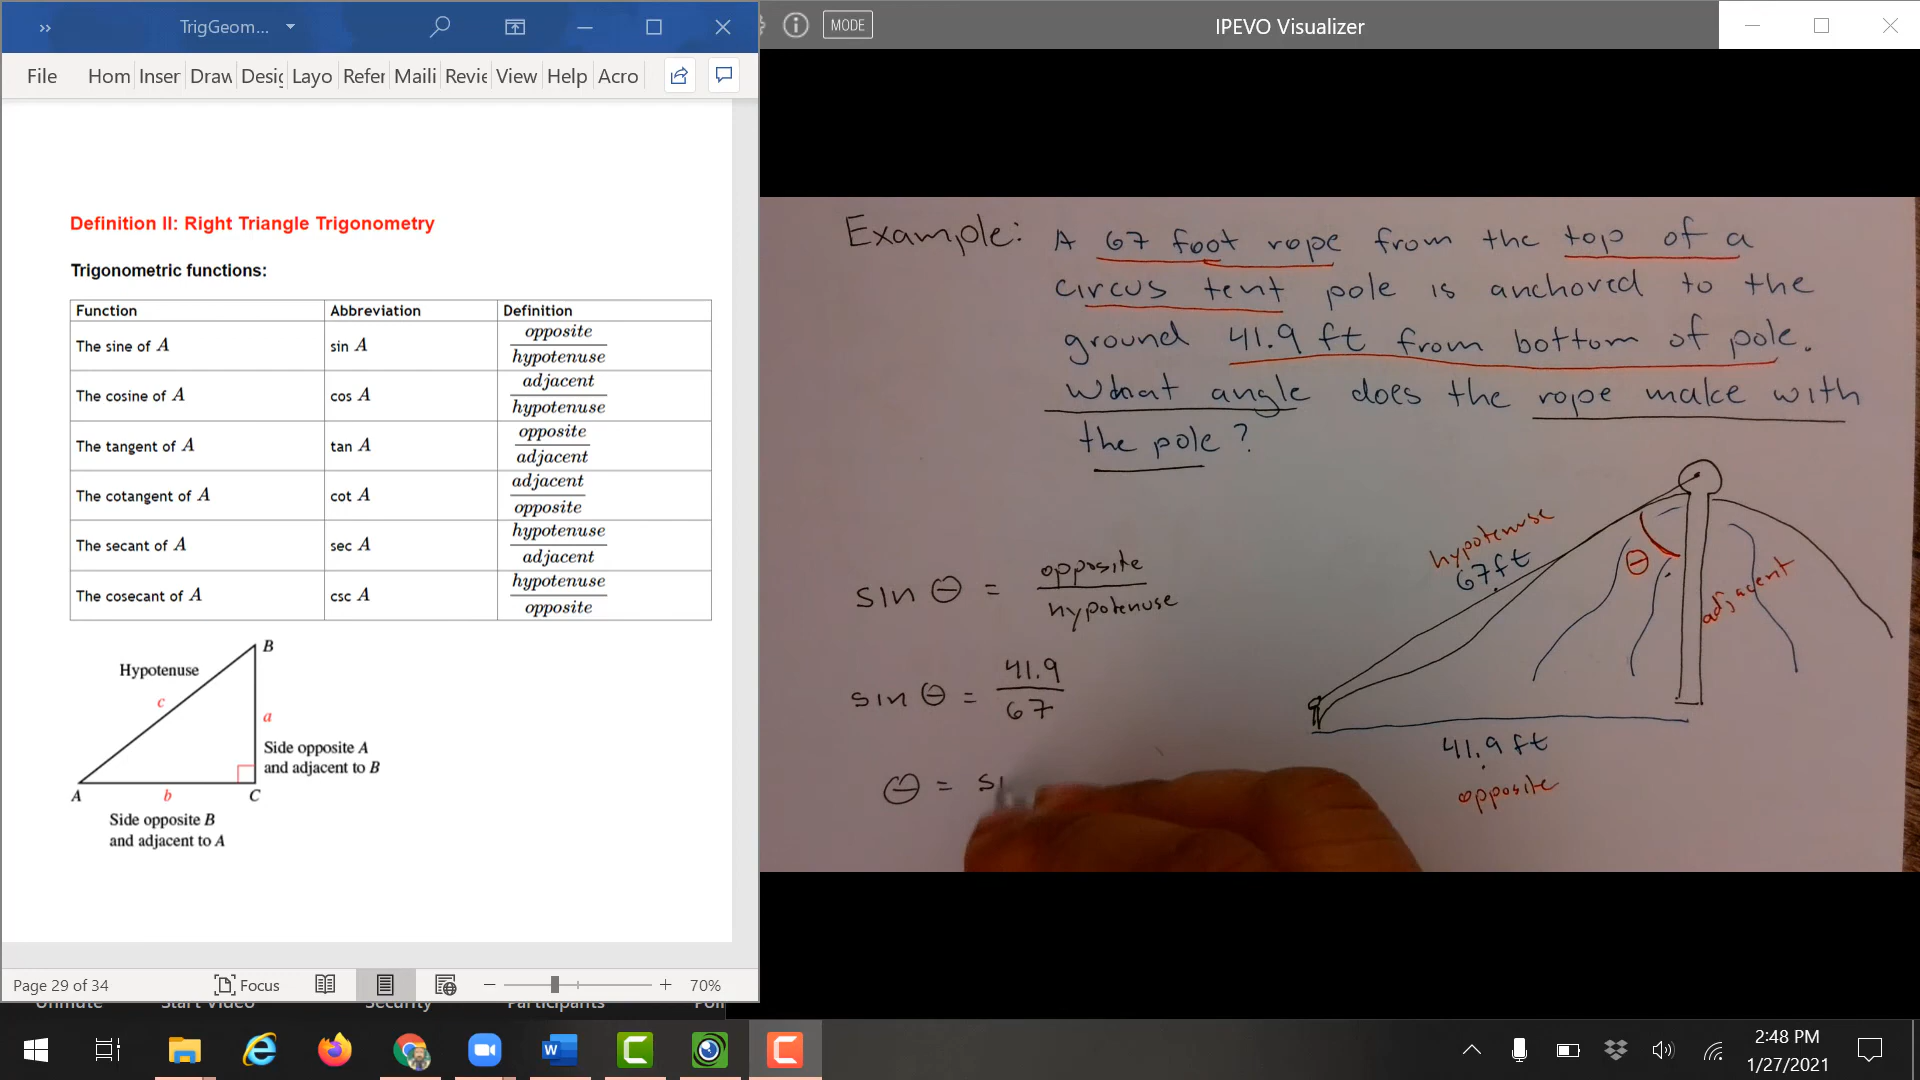 TrigGeom...
MODE
IPEVO Visualizer
File Hom Inser Draw Desig Layo Refer Maili Revie View Help Acro
Definition II: Right Triangle Trigonometry
Trigonometric functions:
Function Abbreviation Definition
The sine of A sin A opposite/hypotenuse
The cosine of A cos A adjacent/hypotenuse
The tangent of A tan A opposite/adjacent
The cotangent of A cot A adjacent/opposite
The secant of A sec A hypotenuse/adjacent
The cosecant of A csc A hypotenuse/opposite
B
Hypotenuse
c
a
Side opposite A
and adjacent to B
A b C
Side opposite B
and adjacent to A
Example: A 67 foot rope from the top of a
circus tent pole is anchored to the
ground 41.9 ft from bottom of pole.
What angle does the rope make with
the pole?
sin θ = opposite/hypotenuse
sin θ = 41.9/67
θ = si
hypotenuse
67 ft
θ
adjacent
41.9 ft
opposite
Page 29 of 34 Focus 70%
2:48 PM
1/27/2021